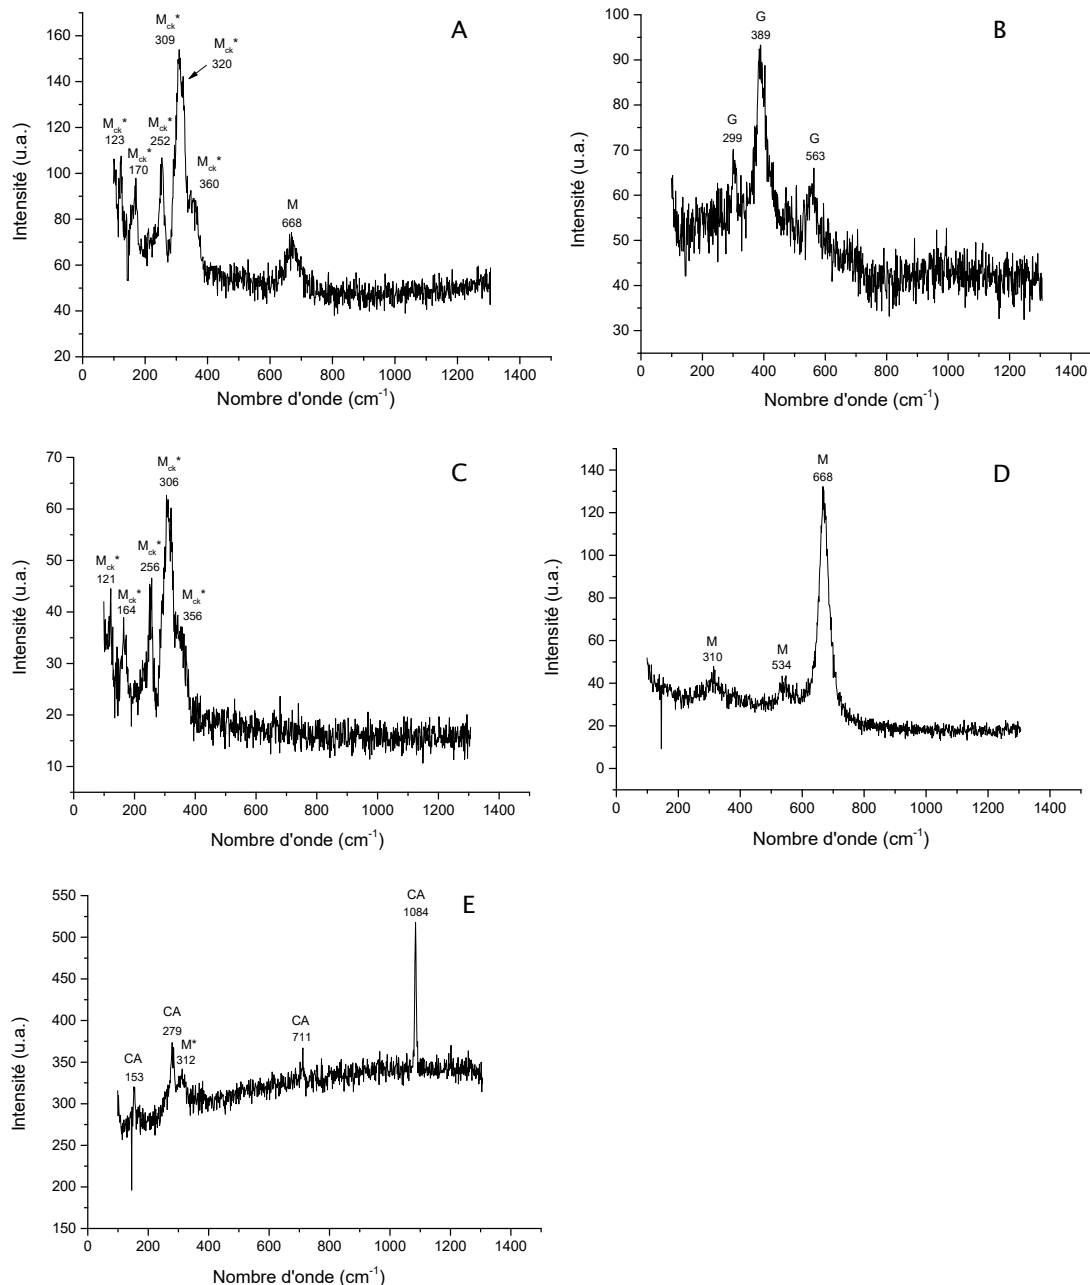 A
M_ck*
309
M_ck*
320
M_ck*
123
M_ck*
170
M_ck*
252
M_ck*
360
M
668
160
140
120
100
80
60
40
20
Intensité (u.a.)
0 200 400 600 800 1000 1200 1400
Nombre d'onde (cm⁻¹)
B
G
389
G
299
G
563
100
90
80
70
60
50
40
30
Intensité (u.a.)
0 200 400 600 800 1000 1200 1400
Nombre d'onde (cm⁻¹)
C
M_ck*
306
M_ck*
256
M_ck*
121
M_ck*
164
M_ck*
356
70
60
50
40
30
20
10
Intensité (u.a.)
0 200 400 600 800 1000 1200 1400
Nombre d'onde (cm⁻¹)
D
M
668
M
310
M
534
140
120
100
80
60
40
20
0
Intensité (u.a.)
0 200 400 600 800 1000 1200 1400
Nombre d'onde (cm⁻¹)
E
CA
1084
CA
279
M*
312
CA
153
CA
711
550
500
450
400
350
300
250
200
150
Intensité (u.a.)
0 200 400 600 800 1000 1200 1400
Nombre d'onde (cm⁻¹)